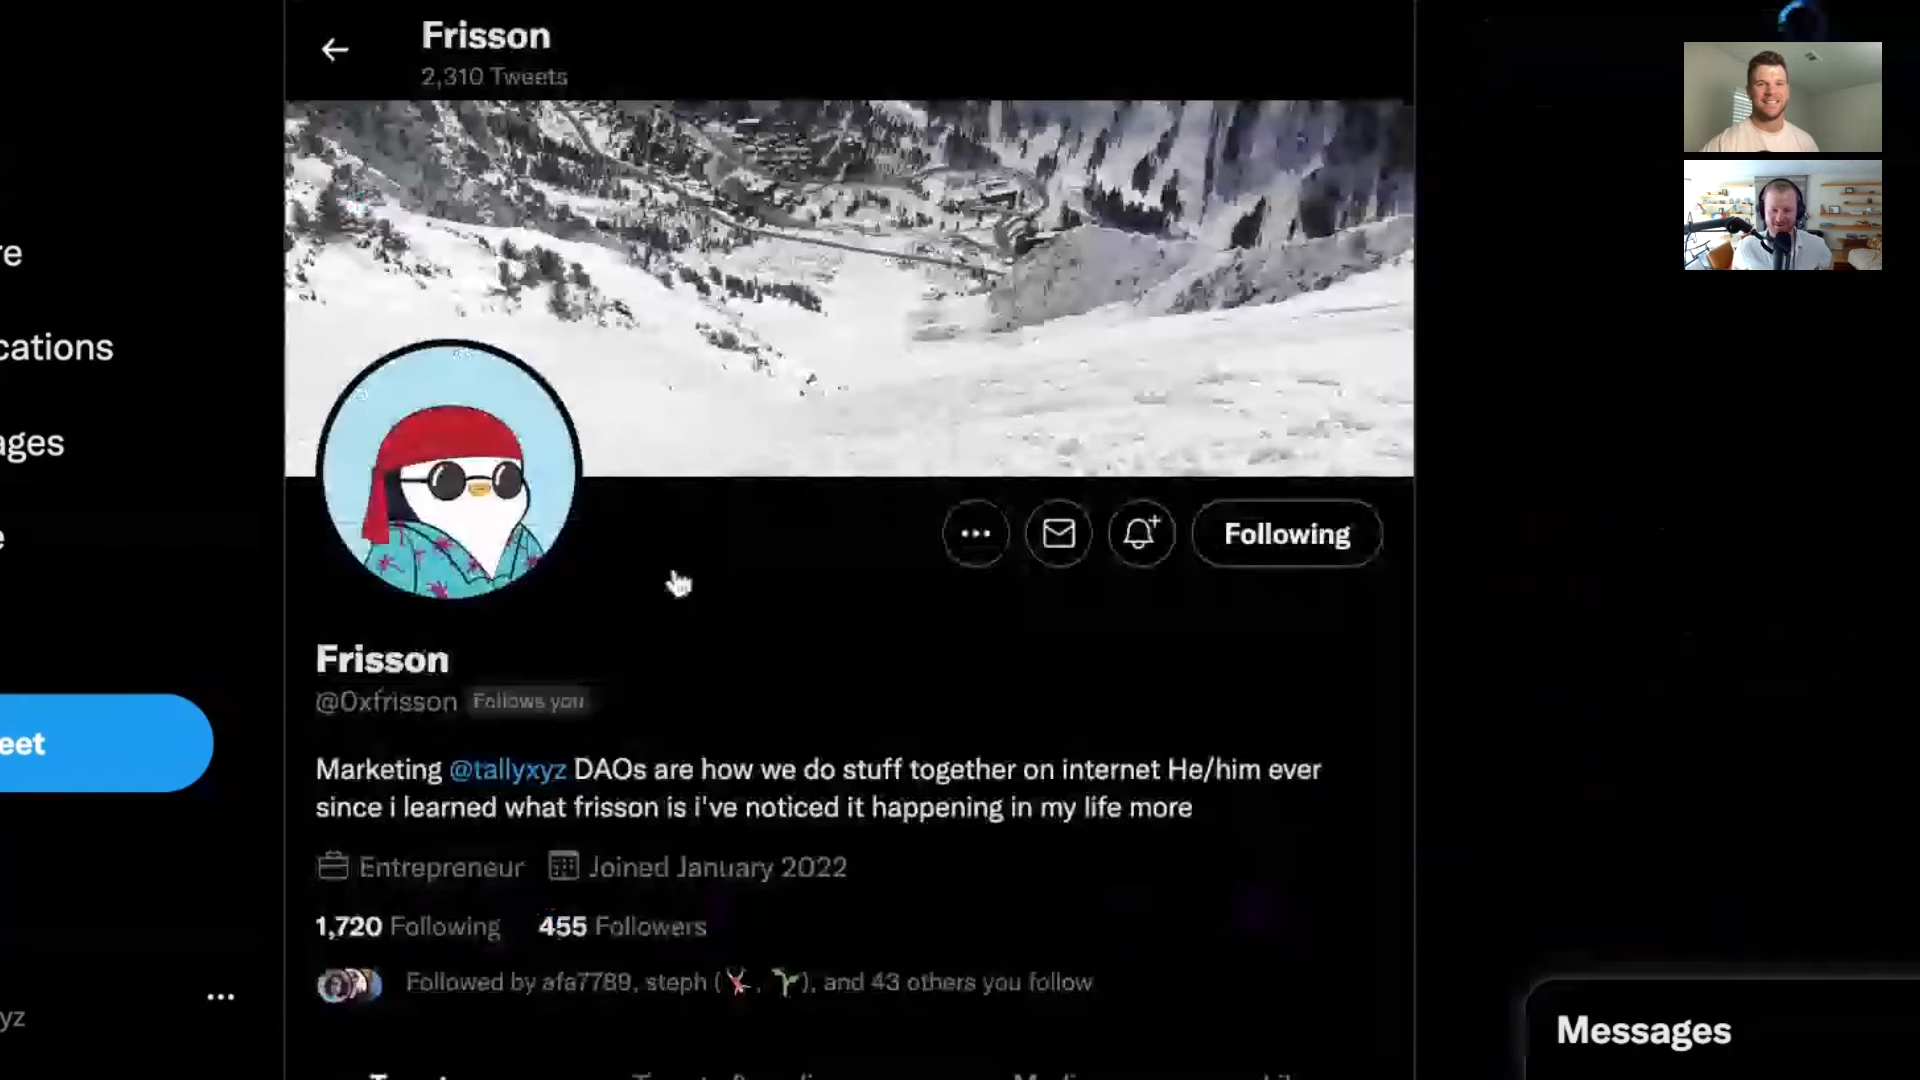 Frisson
2,310 Tweets
re
cations
ages
e
eet
yz
Following
Frisson
@0xfrisson Follows you
Marketing @tallyxyz DAOs are how we do stuff together on internet He/him ever
since i learned what frisson is i've noticed it happening in my life more
Entrepreneur Joined January 2022
1,720 Following 455 Followers
Followed by afa7789, steph ( , ), and 43 others you follow
Messages